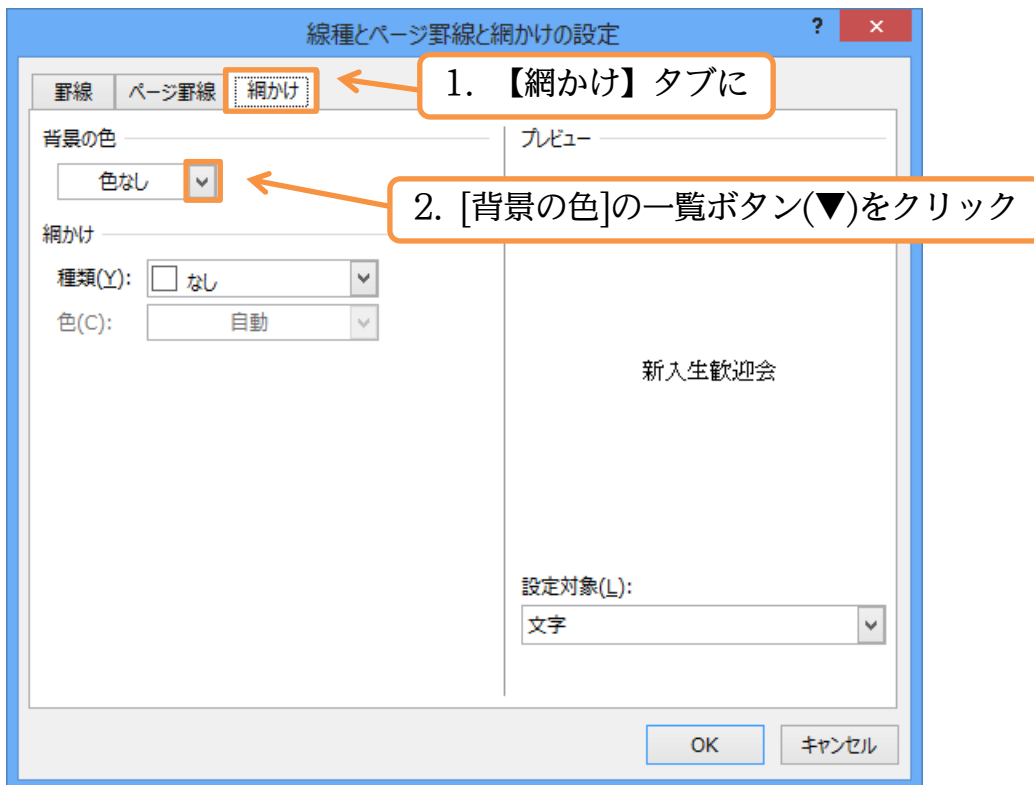 線種とページ罫線と網かけの設定
?
×
罫線
ページ罫線
網かけ
1. 【網かけ】タブに
背景の色
色なし
2. [背景の色]の一覧ボタン(▼)をクリック
網かけ
種類(Y):
なし
色(C):
自動
プレビュー
新入生歓迎会
設定対象(L):
文字
OK
キャンセル